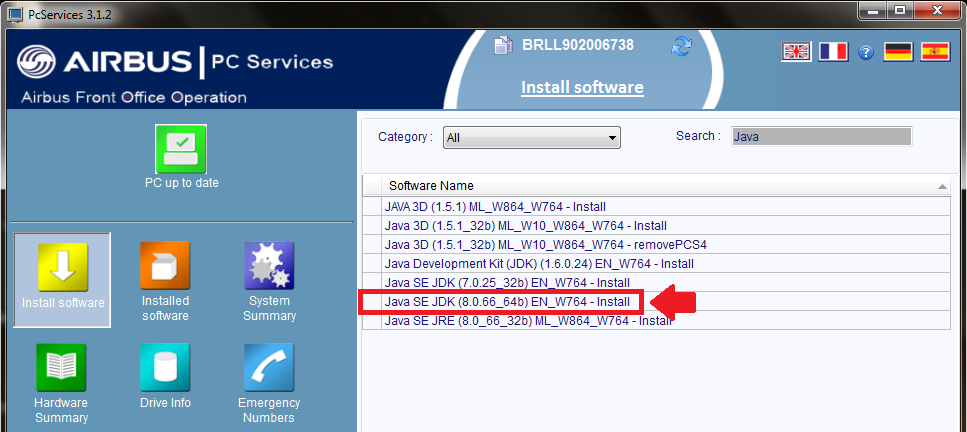 PcServices 3.1.2
AIRBUS | PC Services
Airbus Front Office Operation
BRLL902006738
Install software
?
PC up to date
Install software
Installed
software
System
Summary
Hardware
Summary
Drive Info
Emergency
Numbers
Category : All
Search : Java
Software Name
JAVA 3D (1.5.1) ML_W864_W764 - Install
Java 3D (1.5.1_32b) ML_W10_W864_W764 - Install
Java 3D (1.5.1_32b) ML_W10_W864_W764 - removePCS4
Java Development Kit (JDK) (1.6.0.24) EN_W764 - Install
Java SE JDK (7.0.25_32b) EN_W764 - Install
Java SE JDK (8.0.66_64b) EN_W764 - Install
Java SE JRE (8.0_66_32b) ML_W864_W764 - Install